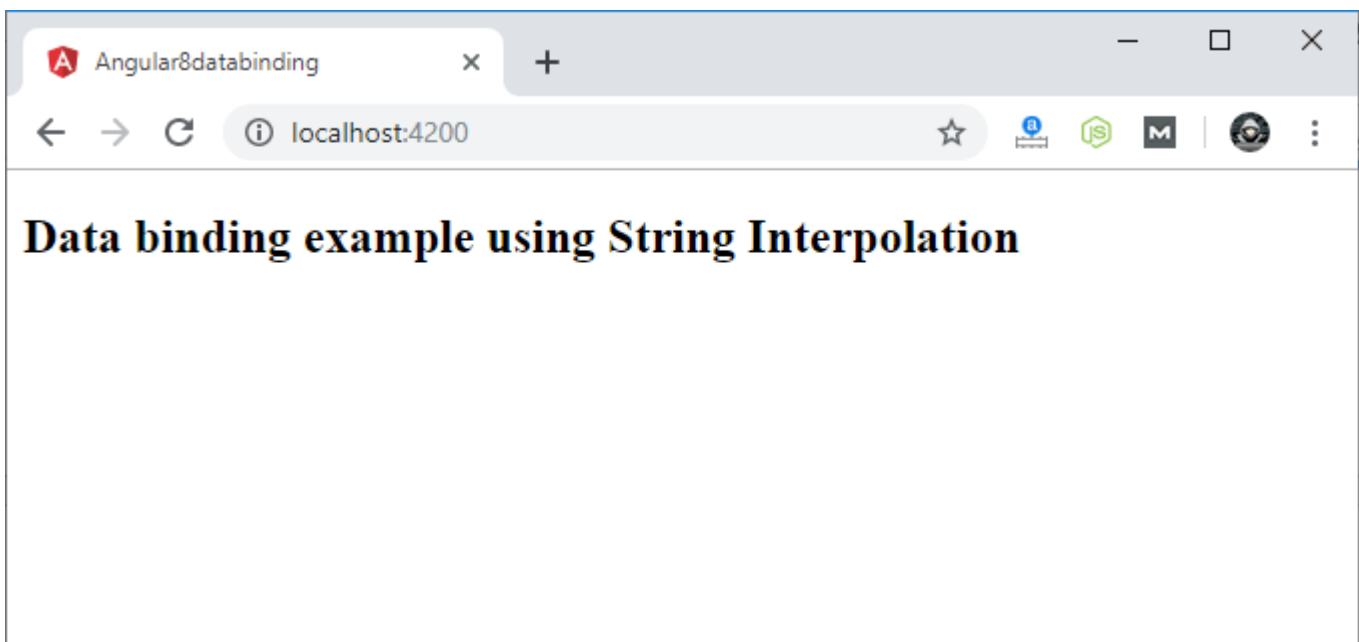 Angular8databinding
localhost:4200
Data binding example using String Interpolation